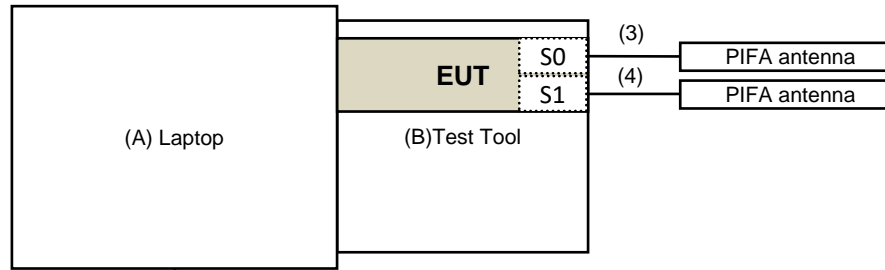 (3)
S0
PIFA antenna
EUT
(4)
S1
PIFA antenna
(A) Laptop
(B)Test Tool